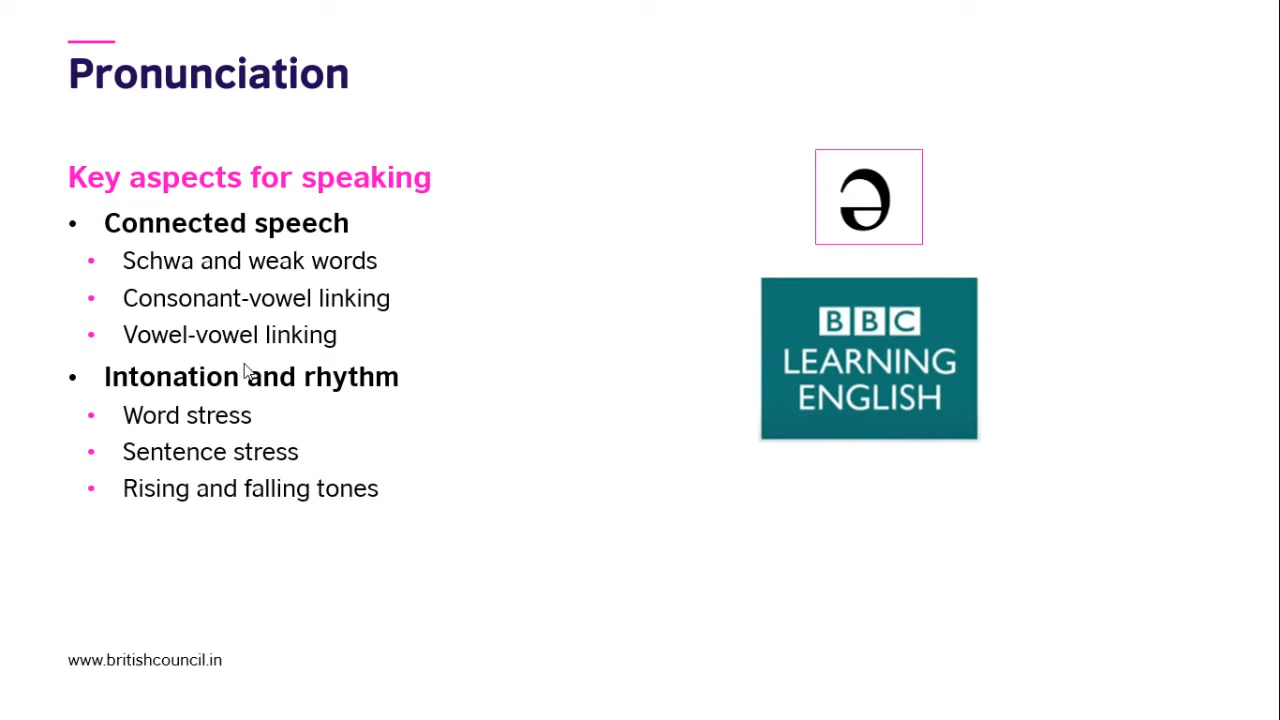 Pronunciation
Key aspects for speaking
• Connected speech
• Schwa and weak words
• Consonant-vowel linking
• Vowel-vowel linking
• Intonation and rhythm
• Word stress
• Sentence stress
• Rising and falling tones
ə
BBC
LEARNING
ENGLISH
www.britishcouncil.in